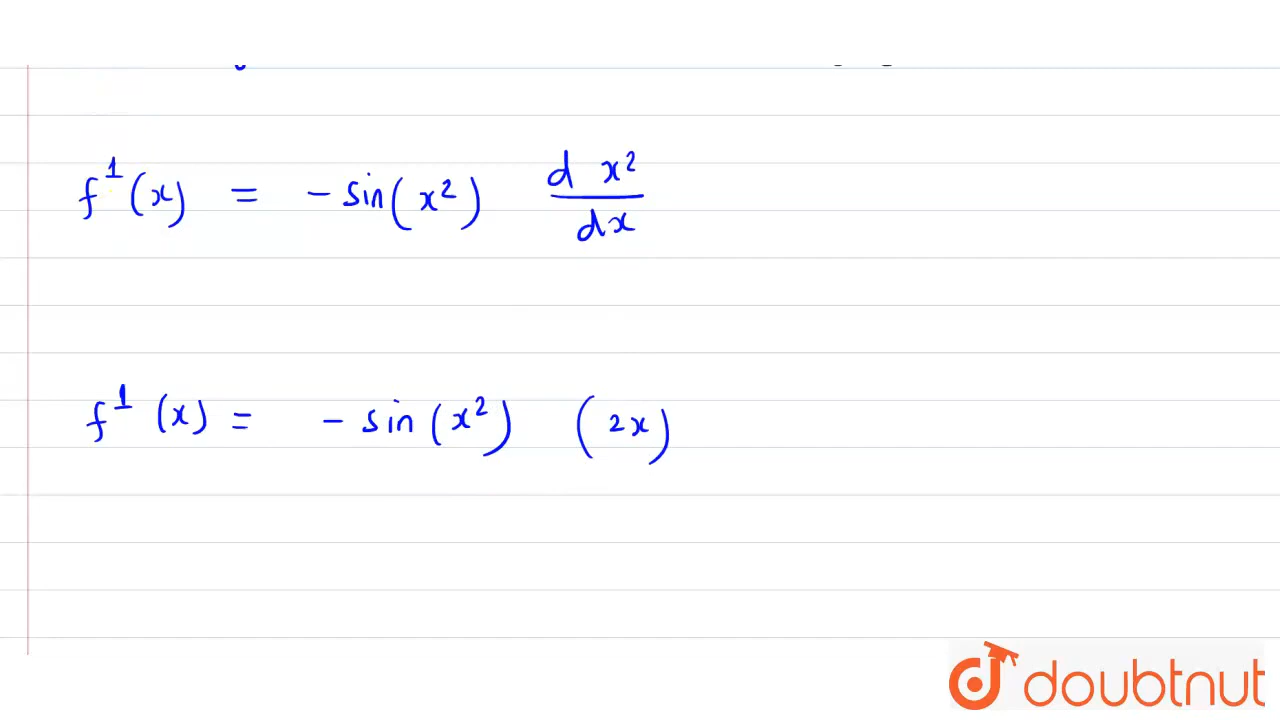 f¹(x) = - sin(x²) d x²/dx
f¹(x) = - sin(x²) (2x)
doubtnut